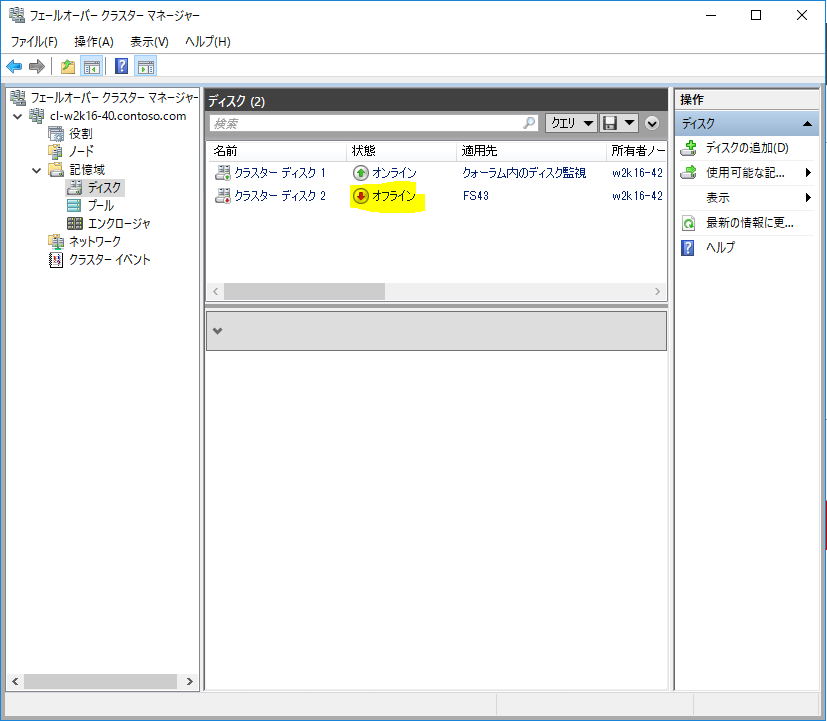 フェールオーバー クラスター マネージャー
ファイル(F) 操作(A) 表示(V) ヘルプ(H)
フェールオーバー クラスター マネージャー
cl-w2k16-40.contoso.com
役割
ノード
記憶域
ディスク
プール
エンクロージャ
ネットワーク
クラスター イベント
ディスク (2)
検索 クエリ
名前 状態 適用先 所有者ノー
クラスター ディスク 1 オンライン クォーラム内のディスク監視 w2k16-42
クラスター ディスク 2 オフライン FS43 w2k16-42
操作
ディスク
ディスクの追加(D)
使用可能な記...
表示
最新の情報に更...
ヘルプ